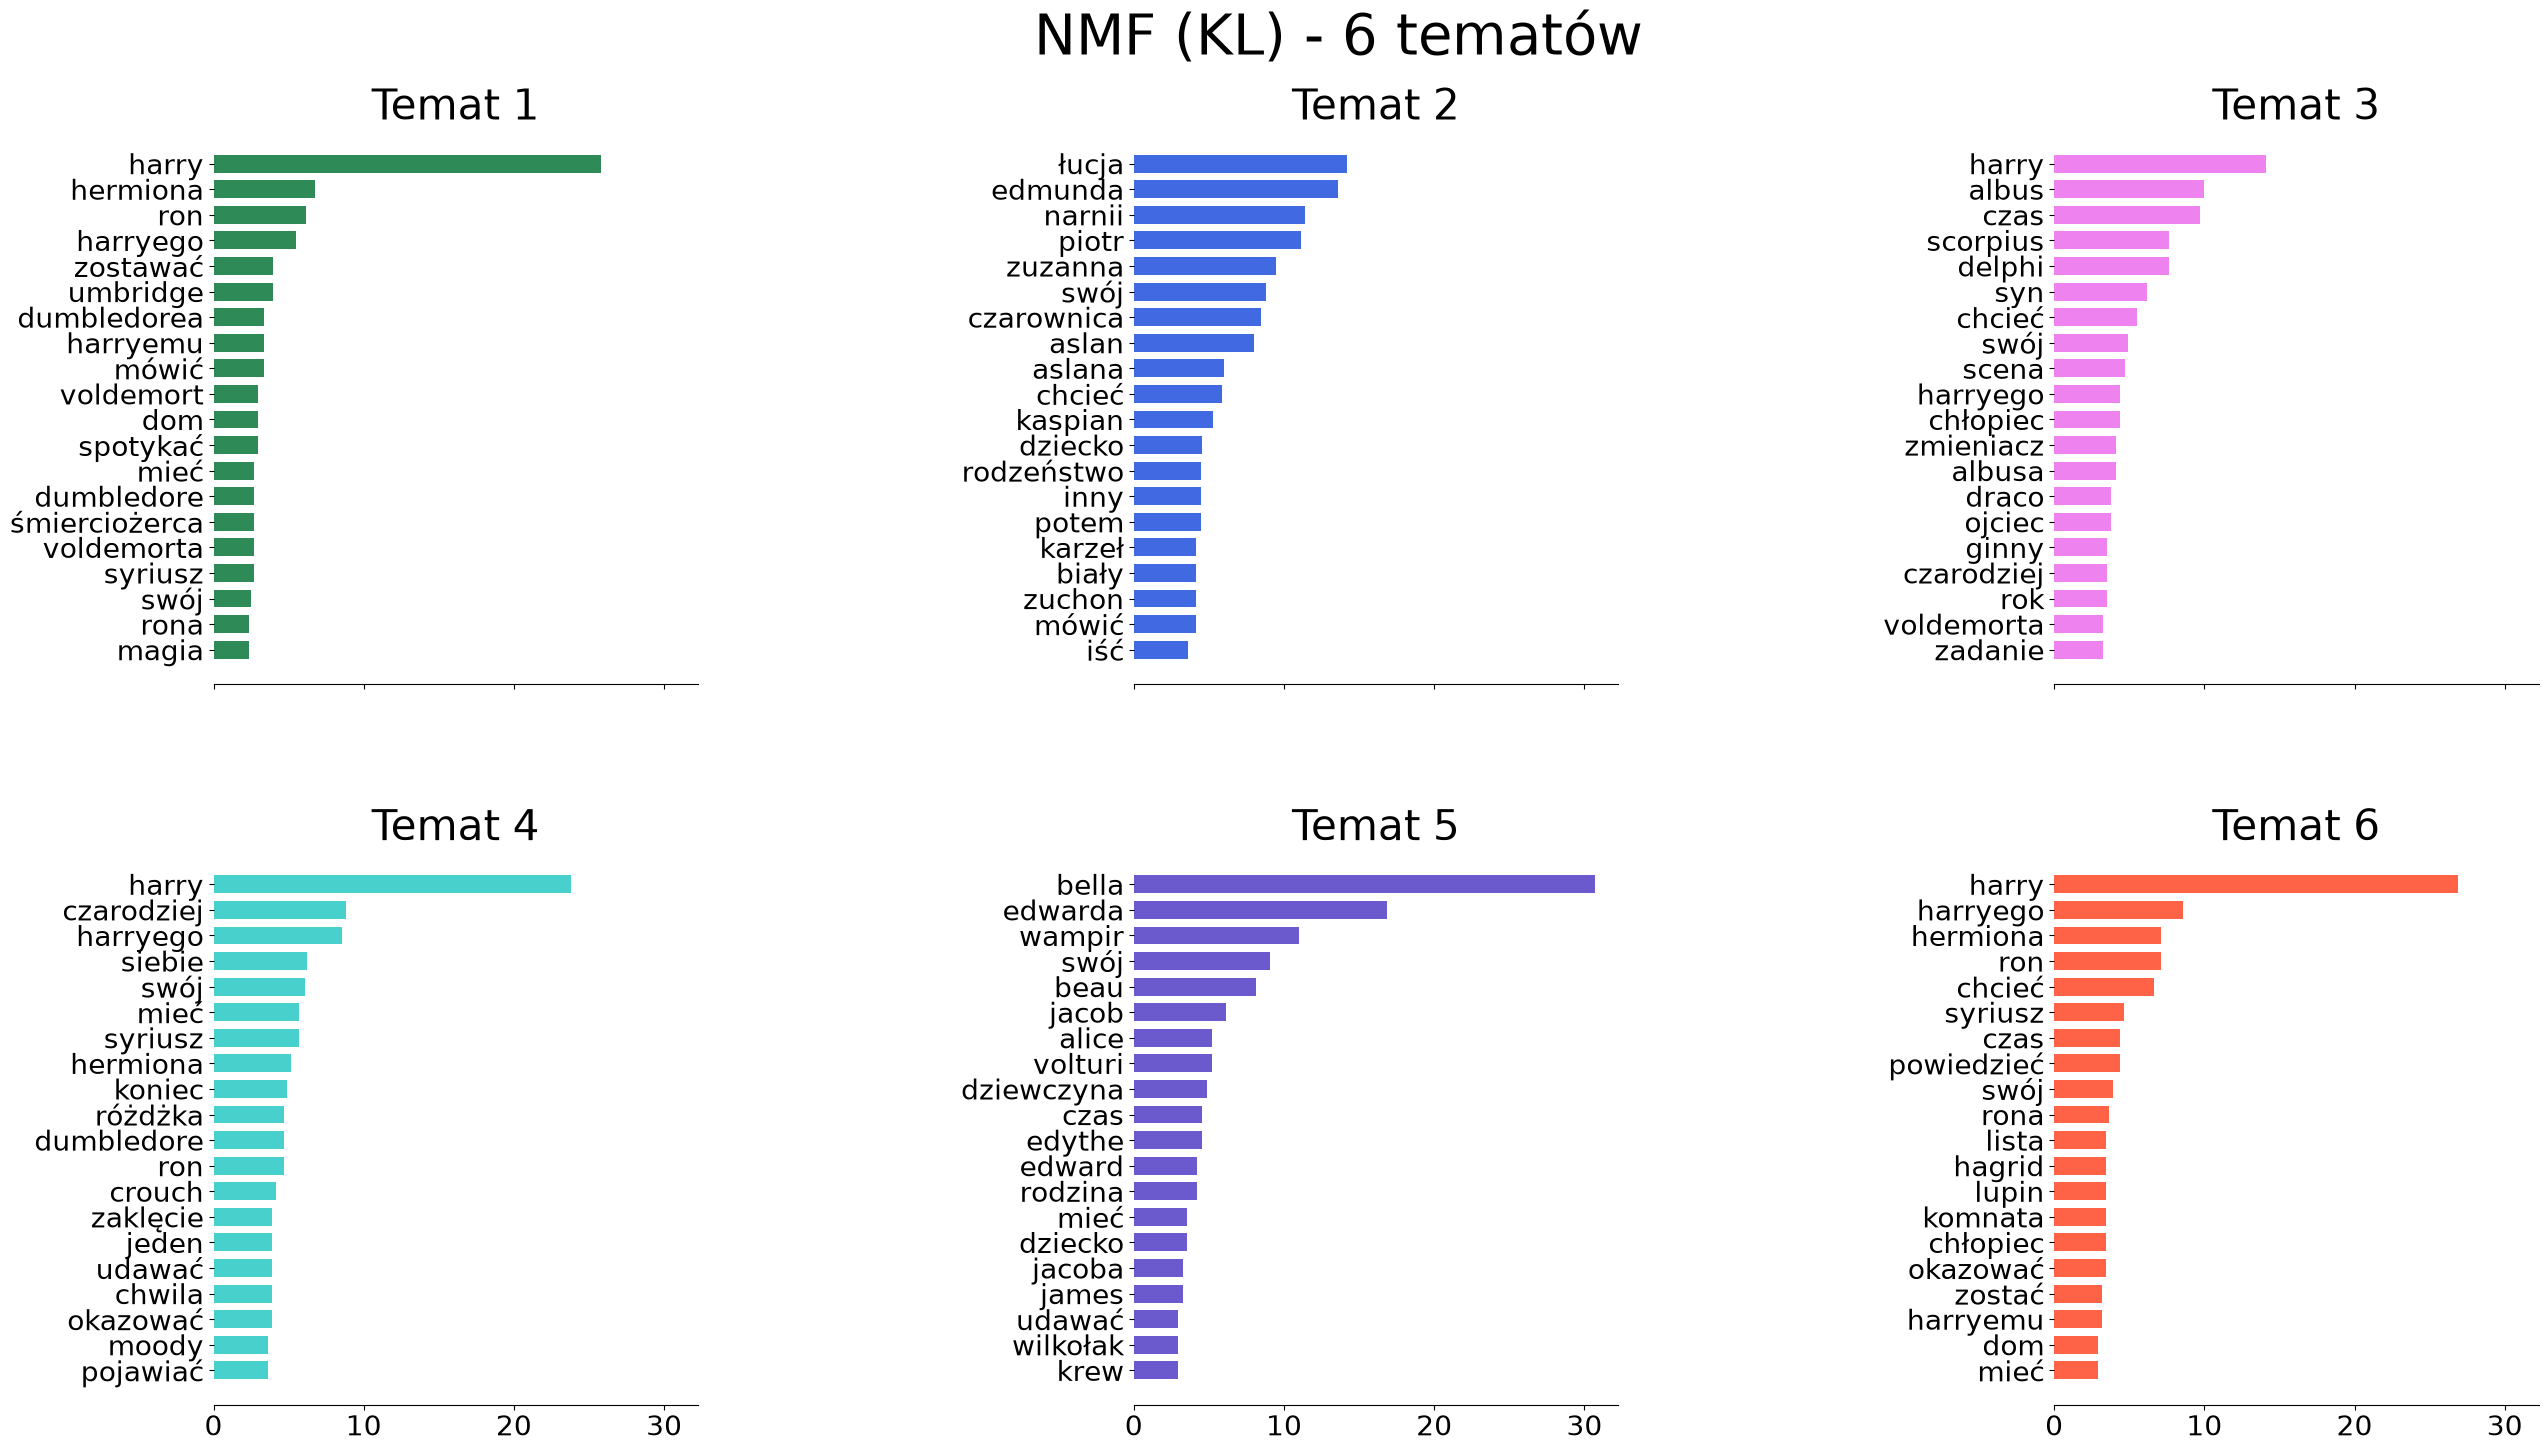 NMF (KL) - 6 tematów
Temat 1
harry
hermiona
ron
harryego
zostawać
umbridge
dumbledorea
harryemu
mówić
voldemort
dom
spotykać
mieć
dumbledore
śmierciożerca
voldemorta
syriusz
swój
rona
magia
Temat 2
łucja
edmunda
narnii
piotr
zuzanna
swój
czarownica
aslan
aslana
chcieć
kaspian
dziecko
rodzeństwo
inny
potem
karzeł
biały
zuchon
mówić
iść
Temat 3
harry
albus
czas
scorpius
delphi
syn
chcieć
swój
scena
harryego
chłopiec
zmieniacz
albusa
draco
ojciec
ginny
czarodziej
rok
voldemorta
zadanie
Temat 4
harry
czarodziej
harryego
siebie
swój
mieć
syriusz
hermiona
koniec
różdżka
dumbledore
ron
crouch
zaklęcie
jeden
udawać
chwila
okazować
moody
pojawiać
0 10 20 30
Temat 5
bella
edwarda
wampir
swój
beau
jacob
alice
volturi
dziewczyna
czas
edythe
edward
rodzina
mieć
dziecko
jacoba
james
udawać
wilkołak
krew
0 10 20 30
Temat 6
harry
harryego
hermiona
ron
chcieć
syriusz
czas
powiedzieć
swój
rona
lista
hagrid
lupin
komnata
chłopiec
okazować
zostać
harryemu
dom
mieć
0 10 20 30